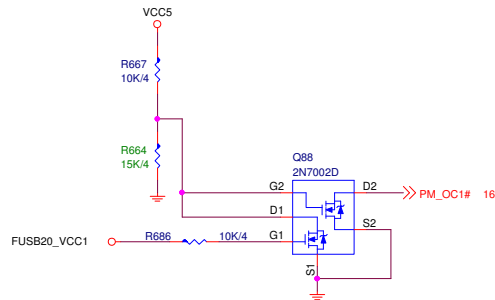 VCC5
R667
10K/4
R664
15K/4
Q88
2N7002D
G2
D2
PM_OC1# 16
D1
S2
FUSB20_VCC1
R686
10K/4
G1
S1